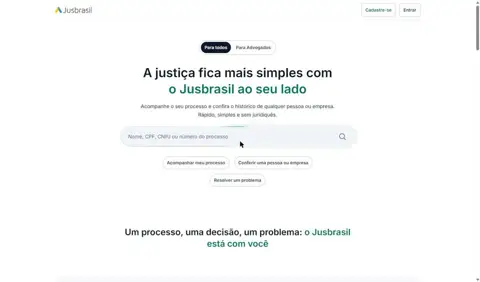 Jusbrasil
Cadastre-se
Entrar
Para todos
Para Advogados
A justiça fica mais simples com
o Jusbrasil ao seu lado
Acompanhe o seu processo e confira o histórico de qualquer pessoa ou empresa.
Rápido, simples e sem juridiquês.
Nome, CPF, CNPJ ou número do processo
Acompanhar meu processo
Conferir uma pessoa ou empresa
Resolver um problema
Um processo, uma decisão, um problema: o Jusbrasil
está com você